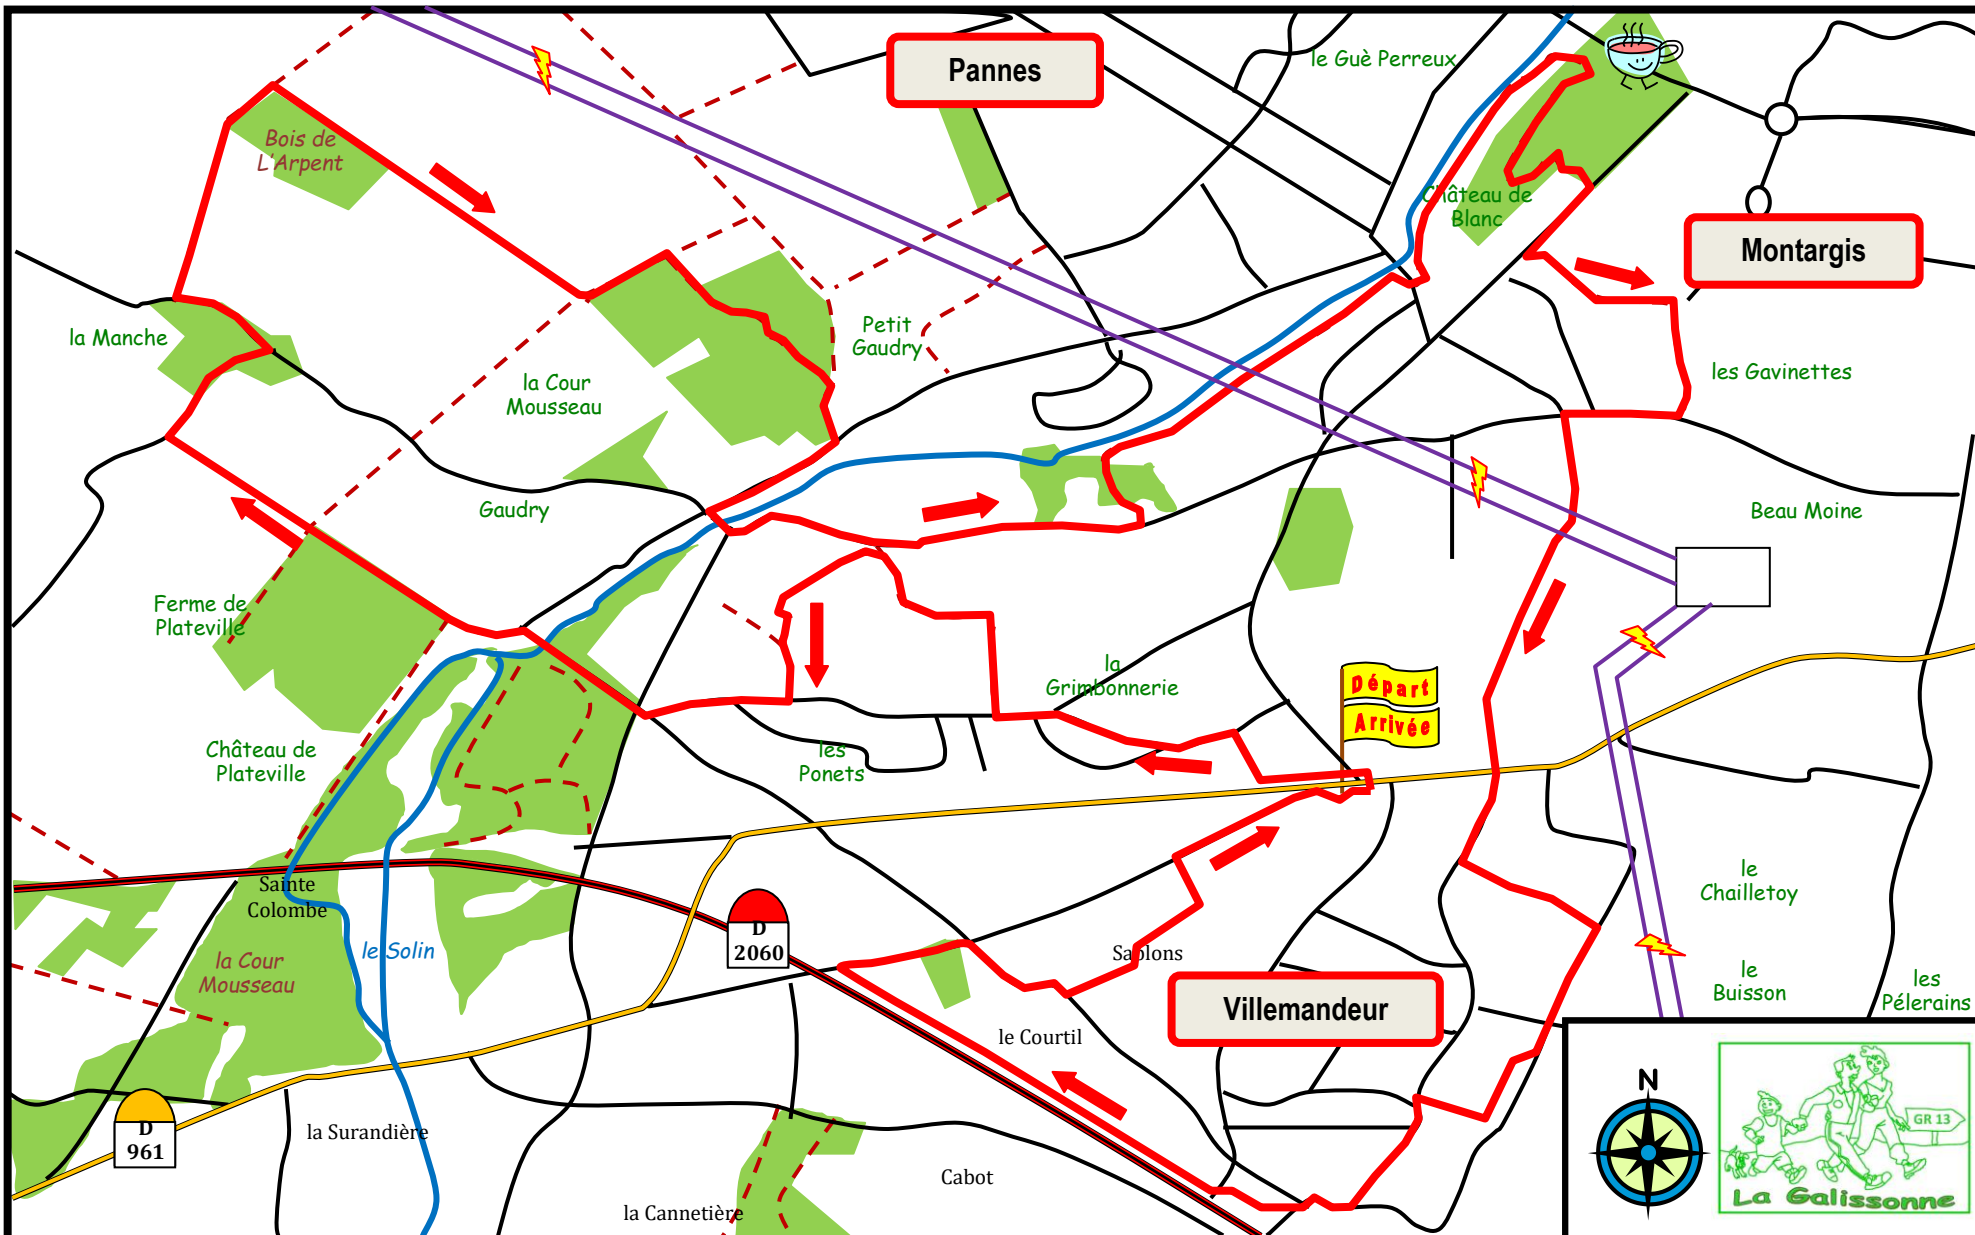 le Guè Perreux
Pannes
Bois de
L'Arpent
Château de
Blanc
Montargis
la Manche
Petit
Gaudry
la Cour
Mousseau
les Gavinettes
Gaudry
Beau Moine
Ferme de
Plateville
la
Grimbonnerie
Départ
Arrivée
Château de
Plateville
les
Ponets
Sainte
Colombe
le
Chailletoy
D
2060
la Cour
Mousseau
le Solin
Sablons
le
Buisson
les
Pélerains
Villemandeur
le Courtil
N
GR 13
La Galissonne
D
961
la Surandière
Cabot
la Cannetière